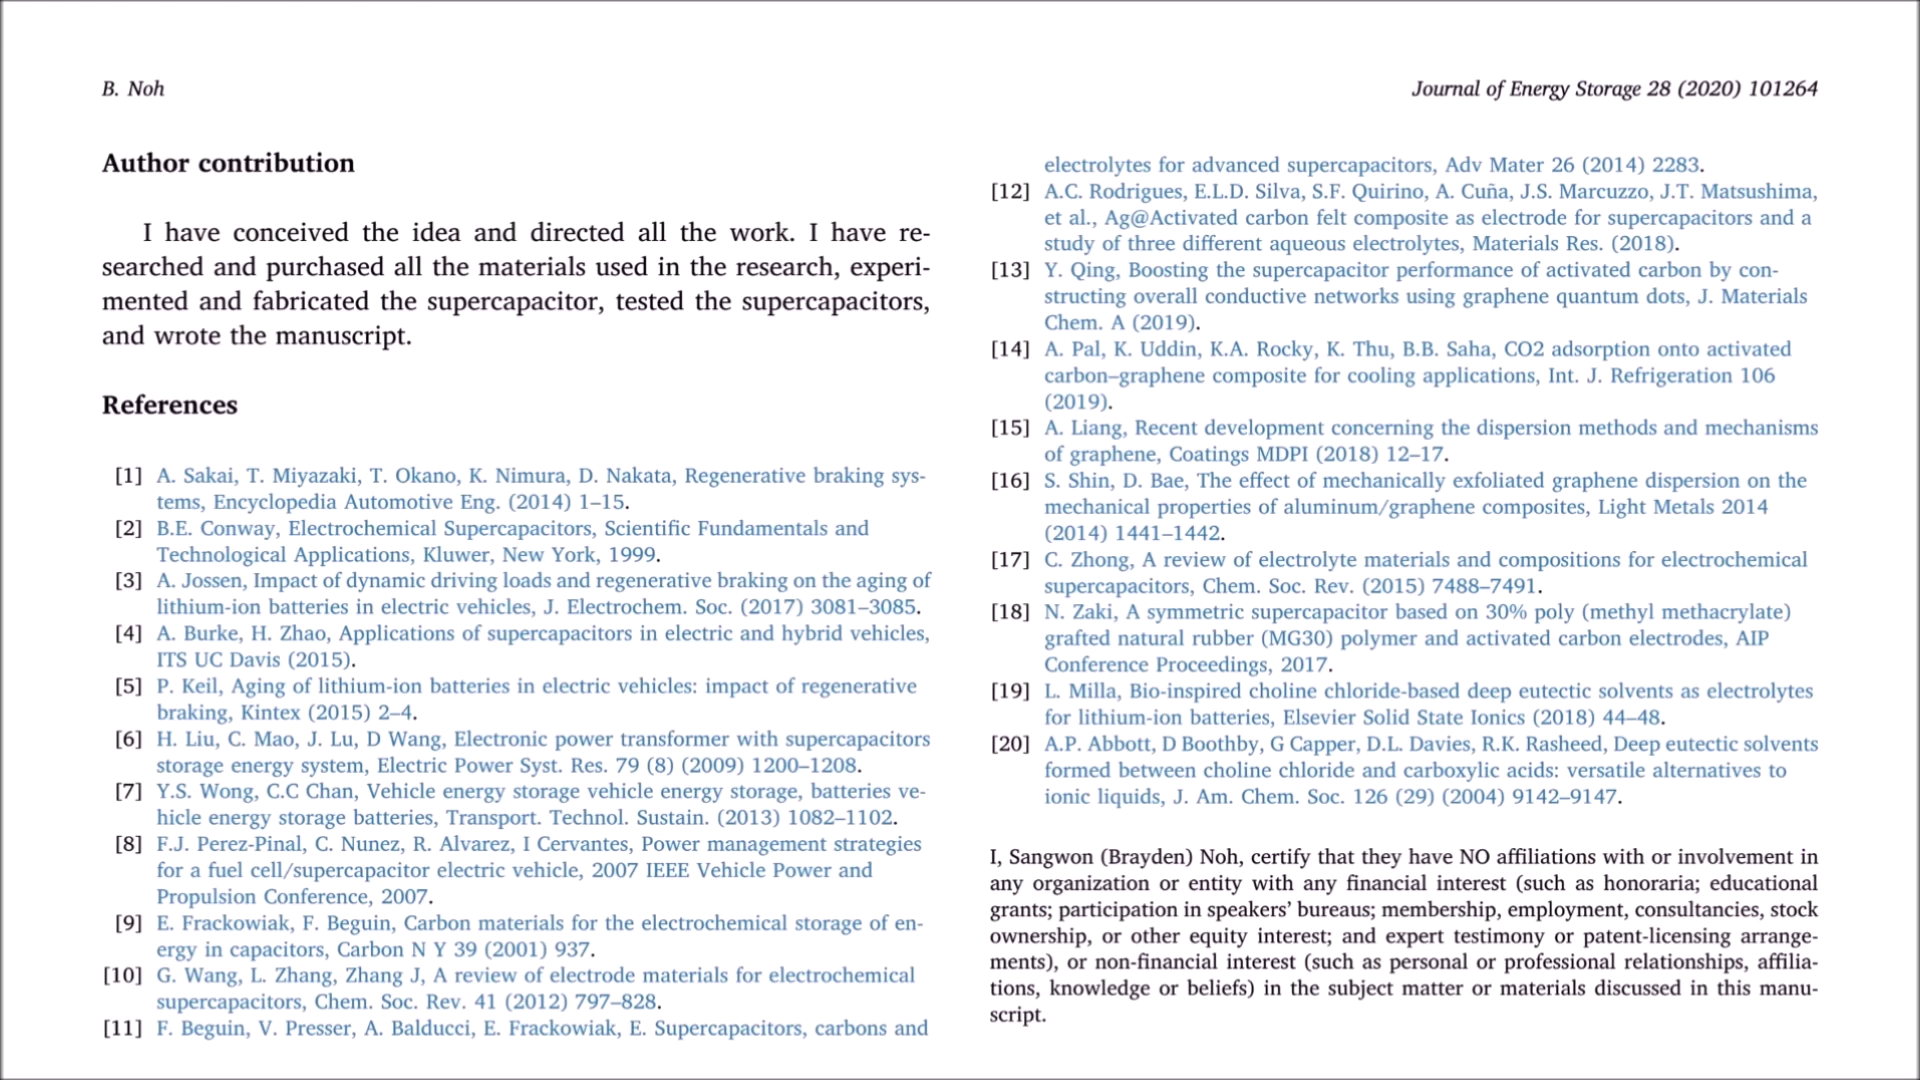 B. Noh
Journal of Energy Storage 28 (2020) 101264
Author contribution
I have conceived the idea and directed all the work. I have re-
searched and purchased all the materials used in the research, experi-
mented and fabricated the supercapacitor, tested the supercapacitors,
and wrote the manuscript.
References
[1] A. Sakai, T. Miyazaki, T. Okano, K. Nimura, D. Nakata, Regenerative braking sys-
tems, Encyclopedia Automotive Eng. (2014) 1–15.
[2] B.E. Conway, Electrochemical Supercapacitors, Scientific Fundamentals and
Technological Applications, Kluwer, New York, 1999.
[3] A. Jossen, Impact of dynamic driving loads and regenerative braking on the aging of
lithium-ion batteries in electric vehicles, J. Electrochem. Soc. (2017) 3081–3085.
[4] A. Burke, H. Zhao, Applications of supercapacitors in electric and hybrid vehicles,
ITS UC Davis (2015).
[5] P. Keil, Aging of lithium-ion batteries in electric vehicles: impact of regenerative
braking, Kintex (2015) 2–4.
[6] H. Liu, C. Mao, J. Lu, D Wang, Electronic power transformer with supercapacitors
storage energy system, Electric Power Syst. Res. 79 (8) (2009) 1200–1208.
[7] Y.S. Wong, C.C Chan, Vehicle energy storage vehicle energy storage, batteries ve-
hicle energy storage batteries, Transport. Technol. Sustain. (2013) 1082–1102.
[8] F.J. Perez-Pinal, C. Nunez, R. Alvarez, I Cervantes, Power management strategies
for a fuel cell/supercapacitor electric vehicle, 2007 IEEE Vehicle Power and
Propulsion Conference, 2007.
[9] E. Frackowiak, F. Beguin, Carbon materials for the electrochemical storage of en-
ergy in capacitors, Carbon N Y 39 (2001) 937.
[10] G. Wang, L. Zhang, Zhang J, A review of electrode materials for electrochemical
supercapacitors, Chem. Soc. Rev. 41 (2012) 797–828.
[11] F. Beguin, V. Presser, A. Balducci, E. Frackowiak, E. Supercapacitors, carbons and
electrolytes for advanced supercapacitors, Adv Mater 26 (2014) 2283.
[12] A.C. Rodrigues, E.L.D. Silva, S.F. Quirino, A. Cuña, J.S. Marcuzzo, J.T. Matsushima,
et al., Ag@Activated carbon felt composite as electrode for supercapacitors and a
study of three different aqueous electrolytes, Materials Res. (2018).
[13] Y. Qing, Boosting the supercapacitor performance of activated carbon by con-
structing overall conductive networks using graphene quantum dots, J. Materials
Chem. A (2019).
[14] A. Pal, K. Uddin, K.A. Rocky, K. Thu, B.B. Saha, CO2 adsorption onto activated
carbon–graphene composite for cooling applications, Int. J. Refrigeration 106
(2019).
[15] A. Liang, Recent development concerning the dispersion methods and mechanisms
of graphene, Coatings MDPI (2018) 12–17.
[16] S. Shin, D. Bae, The effect of mechanically exfoliated graphene dispersion on the
mechanical properties of aluminum/graphene composites, Light Metals 2014
(2014) 1441–1442.
[17] C. Zhong, A review of electrolyte materials and compositions for electrochemical
supercapacitors, Chem. Soc. Rev. (2015) 7488–7491.
[18] N. Zaki, A symmetric supercapacitor based on 30% poly (methyl methacrylate)
grafted natural rubber (MG30) polymer and activated carbon electrodes, AIP
Conference Proceedings, 2017.
[19] L. Milla, Bio-inspired choline chloride-based deep eutectic solvents as electrolytes
for lithium-ion batteries, Elsevier Solid State Ionics (2018) 44–48.
[20] A.P. Abbott, D Boothby, G Capper, D.L. Davies, R.K. Rasheed, Deep eutectic solvents
formed between choline chloride and carboxylic acids: versatile alternatives to
ionic liquids, J. Am. Chem. Soc. 126 (29) (2004) 9142–9147.
I, Sangwon (Brayden) Noh, certify that they have NO affiliations with or involvement in
any organization or entity with any financial interest (such as honoraria; educational
grants; participation in speakers’ bureaus; membership, employment, consultancies, stock
ownership, or other equity interest; and expert testimony or patent-licensing arrange-
ments), or non-financial interest (such as personal or professional relationships, affilia-
tions, knowledge or beliefs) in the subject matter or materials discussed in this manu-
script.